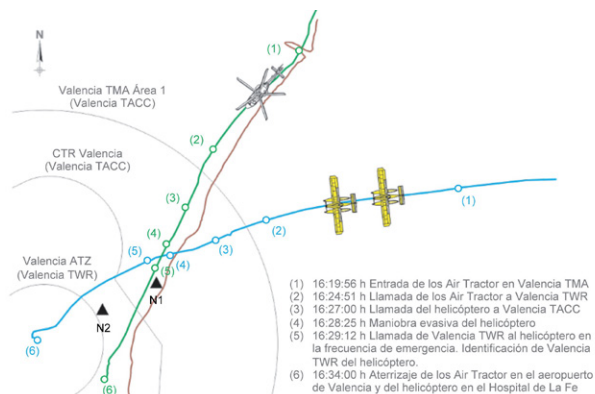 N
(1)
Valencia TMA Área 1
(Valencia TACC)
(2)
CTR Valencia
(Valencia TACC)
(1)
(3)
(2)
(4)
(3)
(5)
(4)
Valencia ATZ
(Valencia TWR)
(5)
N1
N2
(6)
(6)
(1) 16:19:56 h Entrada de los Air Tractor en Valencia TMA
(2) 16:24:51 h Llamada de los Air Tractor a Valencia TWR
(3) 16:27:00 h Llamada del helicóptero a Valencia TACC
(4) 16:28:25 h Maniobra evasiva del helicóptero
(5) 16:29:12 h Llamada de Valencia TWR al helicóptero en
la frecuencia de emergencia. Identificación de Valencia
TWR del helicóptero.
(6) 16:34:00 h Aterrizaje de los Air Tractor en el aeropuerto
de Valencia y del helicóptero en el Hospital de La Fe